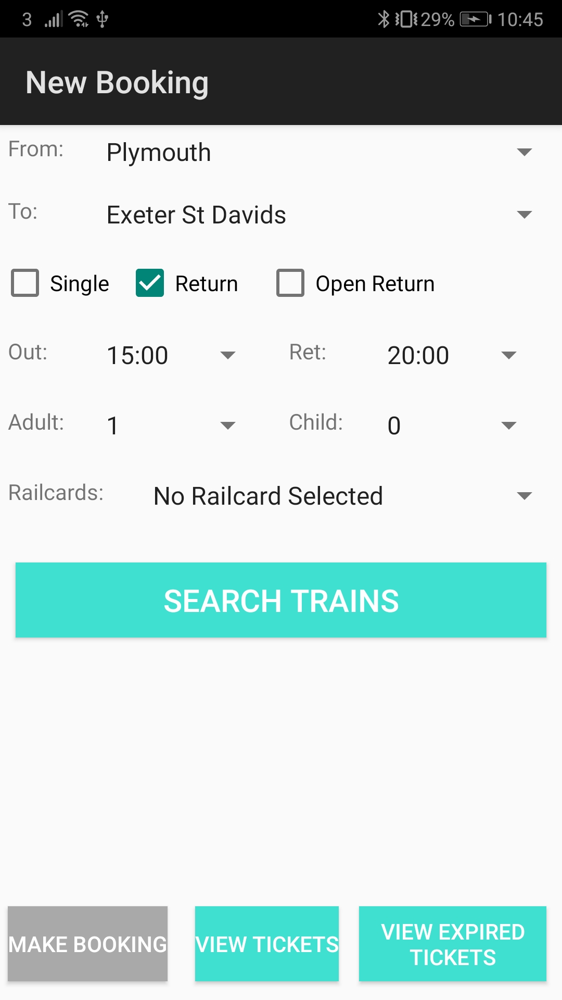 3 29% 10:45
New Booking
From: Plymouth
To: Exeter St Davids
Single Return Open Return
Out: 15:00 Ret: 20:00
Adult: 1 Child: 0
Railcards: No Railcard Selected
SEARCH TRAINS
MAKE BOOKING VIEW TICKETS VIEW EXPIRED
TICKETS